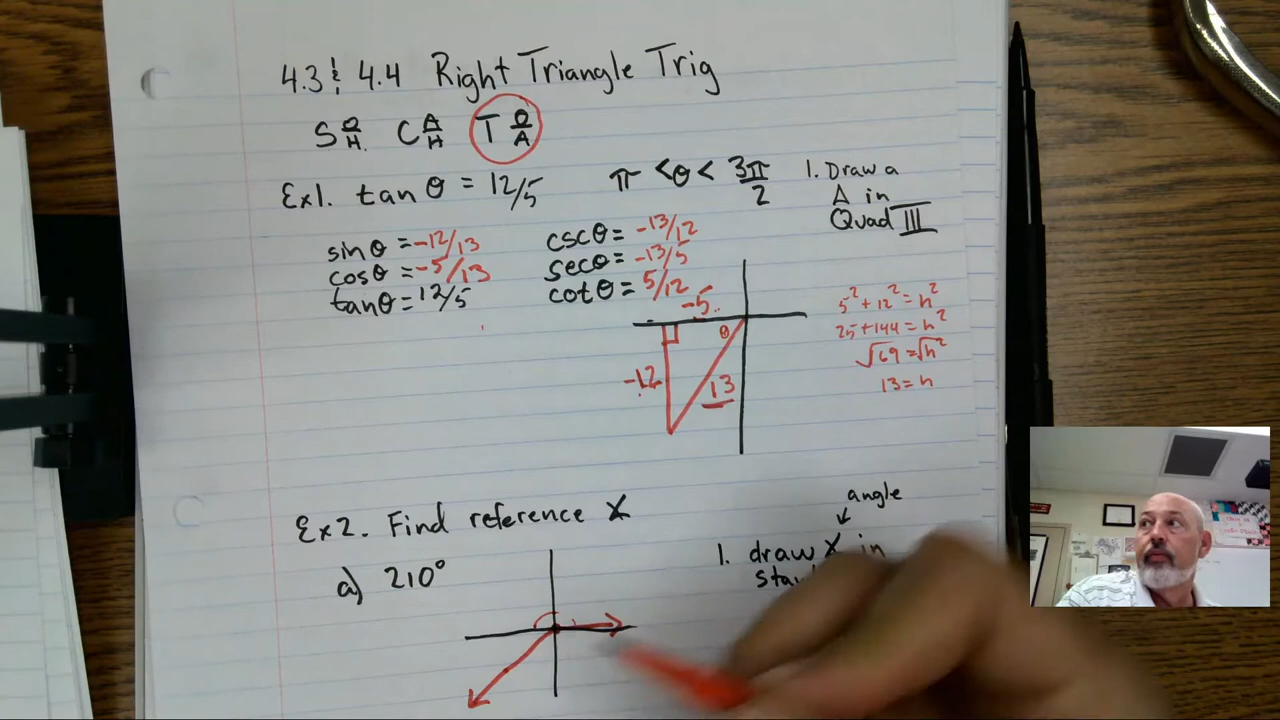 4.3 & 4.4 Right Triangle Trig
S O/H C A/H T O/A
Ex1. tan θ = 12/5 π < θ < 3π/2
1. Draw a
Δ in
Quad III
sin θ = -12/13 csc θ = -13/12
cos θ = -5/13 sec θ = -13/5
tan θ = 12/5 cot θ = 5/12
-5
θ
-12
13
5² + 12² = h²
25 + 144 = h²
√69 = √h²
13 = h
Ex2. Find reference ∡
a) 210°
angle
↓
1. draw ∡ in